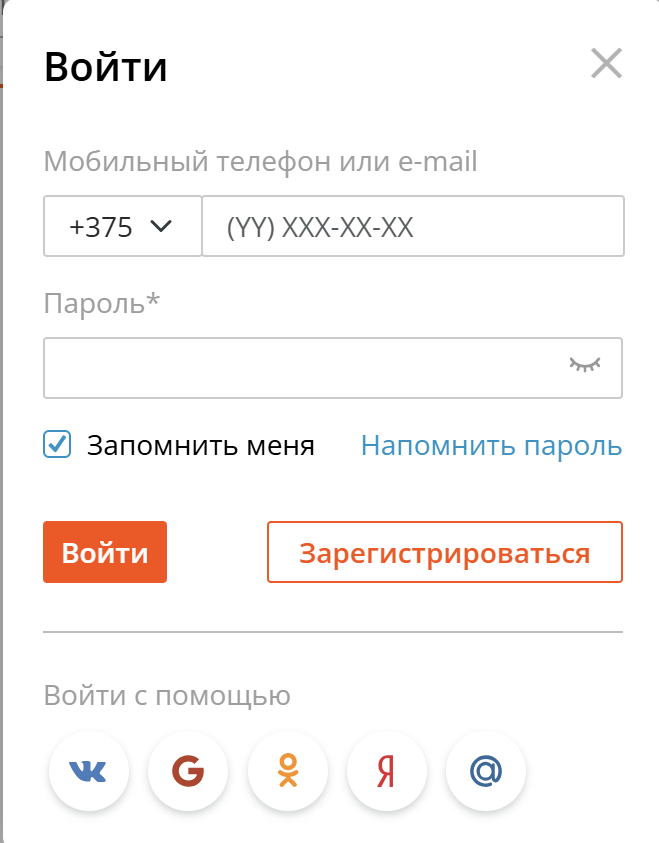 Войти
Мобильный телефон или e-mail
+375 (YY) XXX-XX-XX
Пароль*
Запомнить меня Напомнить пароль
Войти Зарегистрироваться
Войти с помощью
G Я @